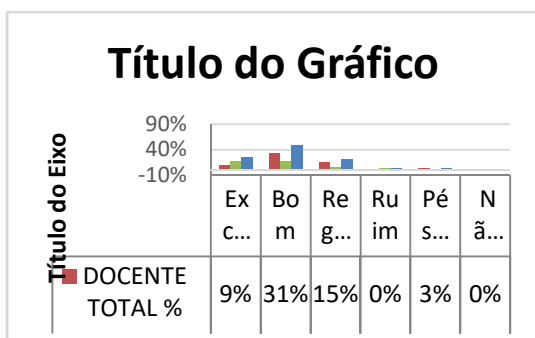 Título do Gráfico
Título do Eixo
90%
40%
-10%
Ex Bo Re Ru Pé N
c... m g... im s... ã...
DOCENTE
TOTAL % 9% 31% 15% 0% 3% 0%